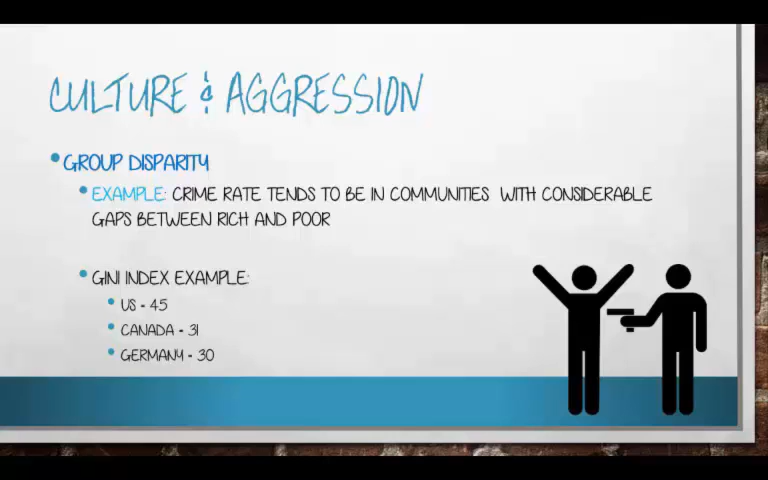 CULTURE & AGGRESSION
•GROUP DISPARITY
•EXAMPLE: CRIME RATE TENDS TO BE IN COMMUNITIES WITH CONSIDERABLE
GAPS BETWEEN RICH AND POOR
•GINI INDEX EXAMPLE:
•US - 45
•CANADA - 31
•GERMANY - 30